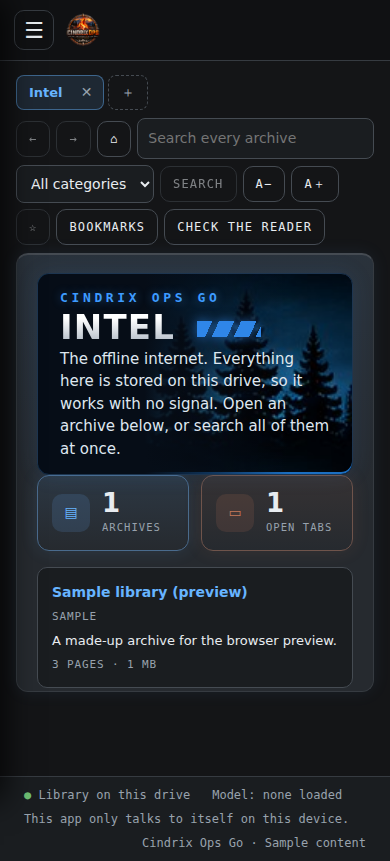 ☰ CINDRIX OPS
Intel ✕ +
← → ⌂ Search every archive
All categories SEARCH A− A+
☆ BOOKMARKS CHECK THE READER
CINDRIX OPS GO
INTEL
The offline internet. Everything
here is stored on this drive, so it
works with no signal. Open an
archive below, or search all of them
at once.
1
ARCHIVES
1
OPEN TABS
Sample library (preview)
SAMPLE
A made-up archive for the browser preview.
3 PAGES · 1 MB
● Library on this drive Model: none loaded
This app only talks to itself on this device.
Cindrix Ops Go · Sample content